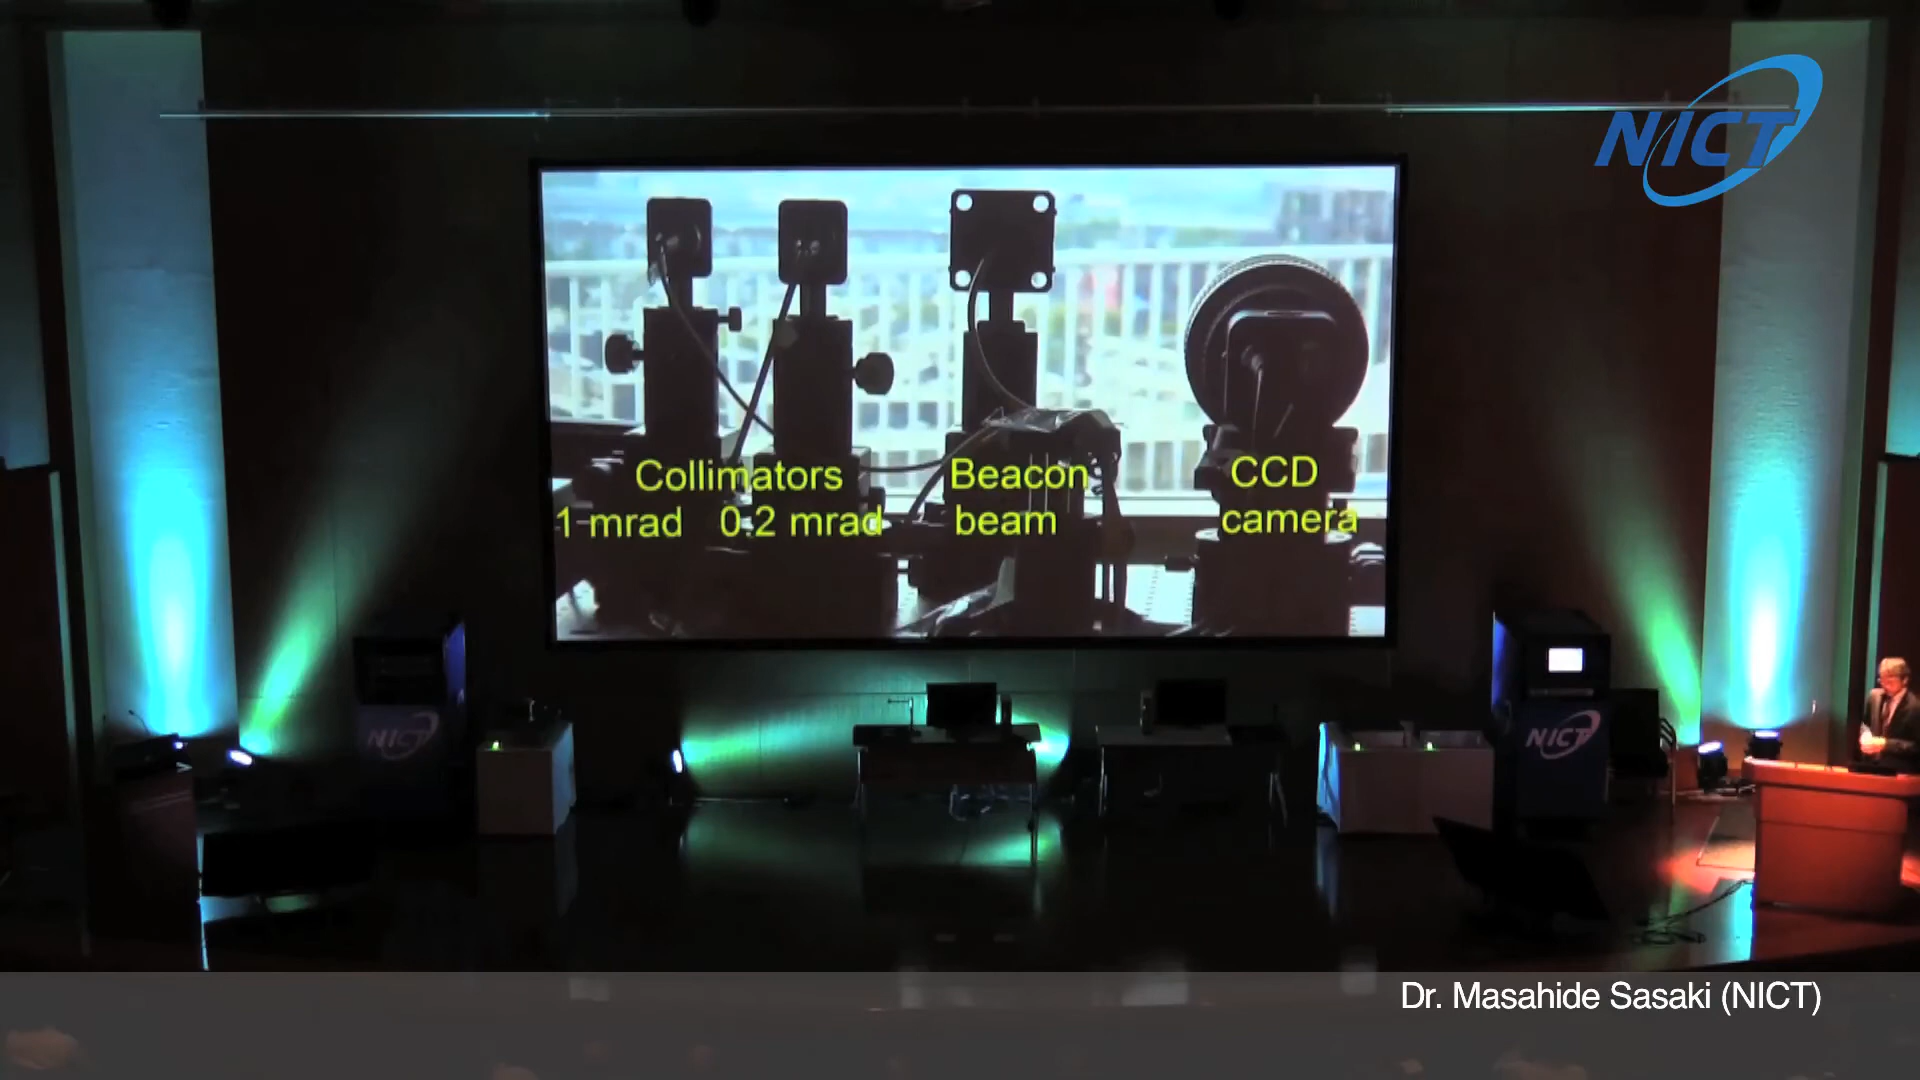 NICT
Collimators
1 mrad 0.2 mrad
Beacon
beam
CCD
camera
NICT
NICT
Dr. Masahide Sasaki (NICT)